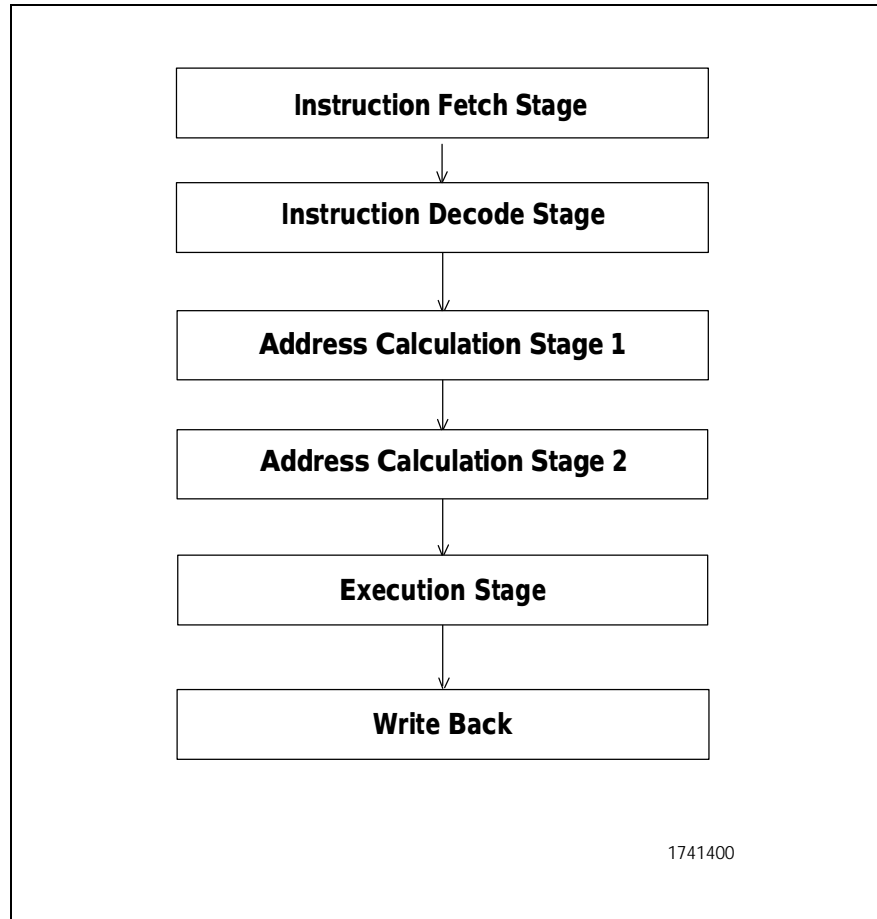 Instruction Fetch Stage
Instruction Decode Stage
Address Calculation Stage 1
Address Calculation Stage 2
Execution Stage
Write Back
1741400